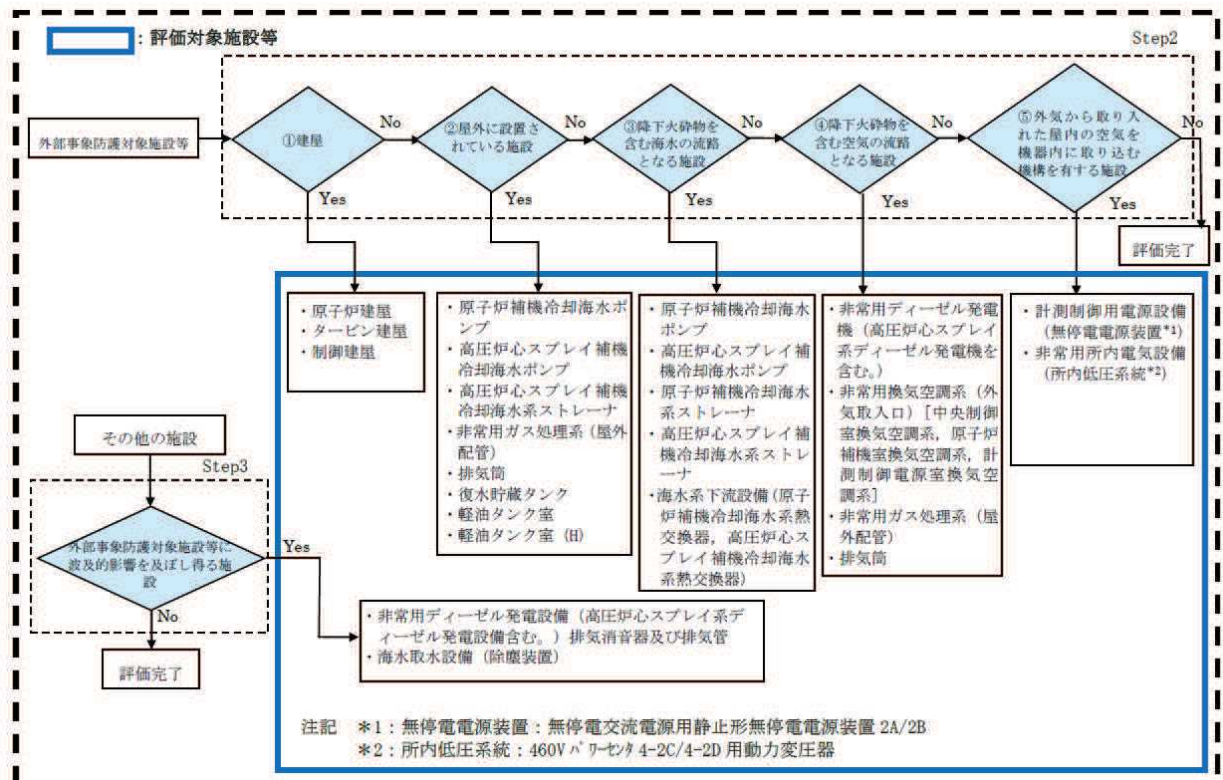 ：評価対象施設等
Step2
外部事象防護対象施設等
①建屋
No
②屋外に設置さ
れている施設
No
③降下火砕物を
含む海水の流路
となる施設
No
④降下火砕物を
含む空気の流路
となる施設
No
⑤外気から取り入
れた屋内の空気を
機器内に取り込む
機構を有する施設
No
Yes
Yes
Yes
Yes
Yes
評価完了
・原子炉建屋
・タービン建屋
・制御建屋
・原子炉補機冷却海水ポ
ンプ
・高圧炉心スプレイ補機
冷却海水ポンプ
・高圧炉心スプレイ補機
冷却海水系ストレーナ
・非常用ガス処理系（屋外
配管）
・排気筒
・復水貯蔵タンク
・軽油タンク室
・軽油タンク室（H）
・原子炉補機冷却海水
ポンプ
・高圧炉心スプレイ補
機冷却海水ポンプ
・原子炉補機冷却海水
系ストレーナ
・高圧炉心スプレイ補
機冷却海水系ストレ
ーナ
・海水系下流設備（原子
炉補機冷却海水系熱
交換器，高圧炉心ス
プレイ補機冷却海水
系熱交換器）
・非常用ディーゼル発電
機（高圧炉心スプレイ
系ディーゼル発電機を
含む。）
・非常用換気空調系（外
気取入口）［中央制御
室換気空調系，原子炉
補機室換気空調系，計
測制御電源室換気空
調系］
・非常用ガス処理系（屋
外配管）
・排気筒
・計測制御用電源設備
（無停電電源装置*1）
・非常用所内電気設備
（所内低圧系統*2）
その他の施設
Step3
外部事象防護対象施設等に
波及的影響を及ぼし得る施
設
Yes
No
評価完了
・非常用ディーゼル発電設備（高圧炉心スプレイ系デ
ィーゼル発電設備含む。）排気消音器及び排気管
・海水取水設備（除塵装置）
注記　＊1：無停電電源装置：無停電交流電源用静止形無停電電源装置 2A/2B
＊2：所内低圧系統：460V ﾊﾟﾜｰｾﾝﾀ 4-2C/4-2D 用動力変圧器